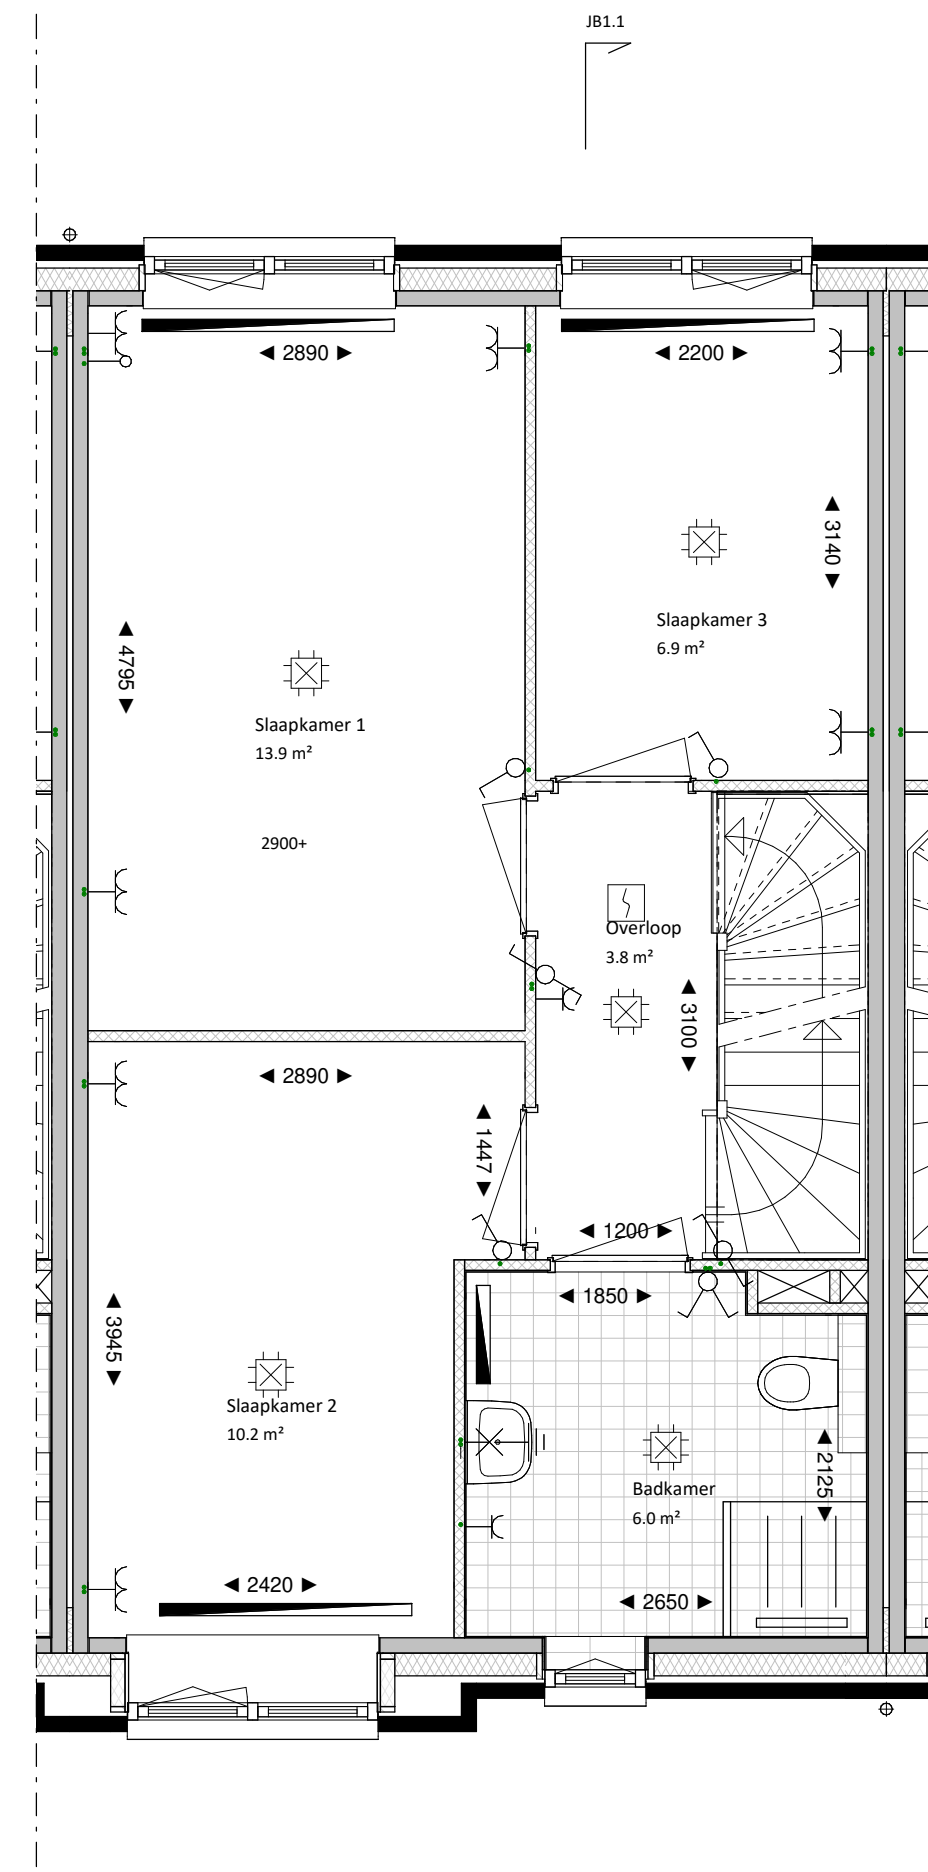 JB1.1
◄ 2890 ►
◄ 2200 ►
◄ 3140 ►
Slaapkamer 3
6.9 m²
◄ 4795 ►
Slaapkamer 1
13.9 m²
2900+
Overloop
3.8 m²
◄ 3100 ►
◄ 2890 ►
◄ 1447 ►
◄ 1200 ►
◄ 1850 ►
◄ 3945 ►
Slaapkamer 2
10.2 m²
◄ 2125 ►
Badkamer
6.0 m²
◄ 2420 ►
◄ 2650 ►